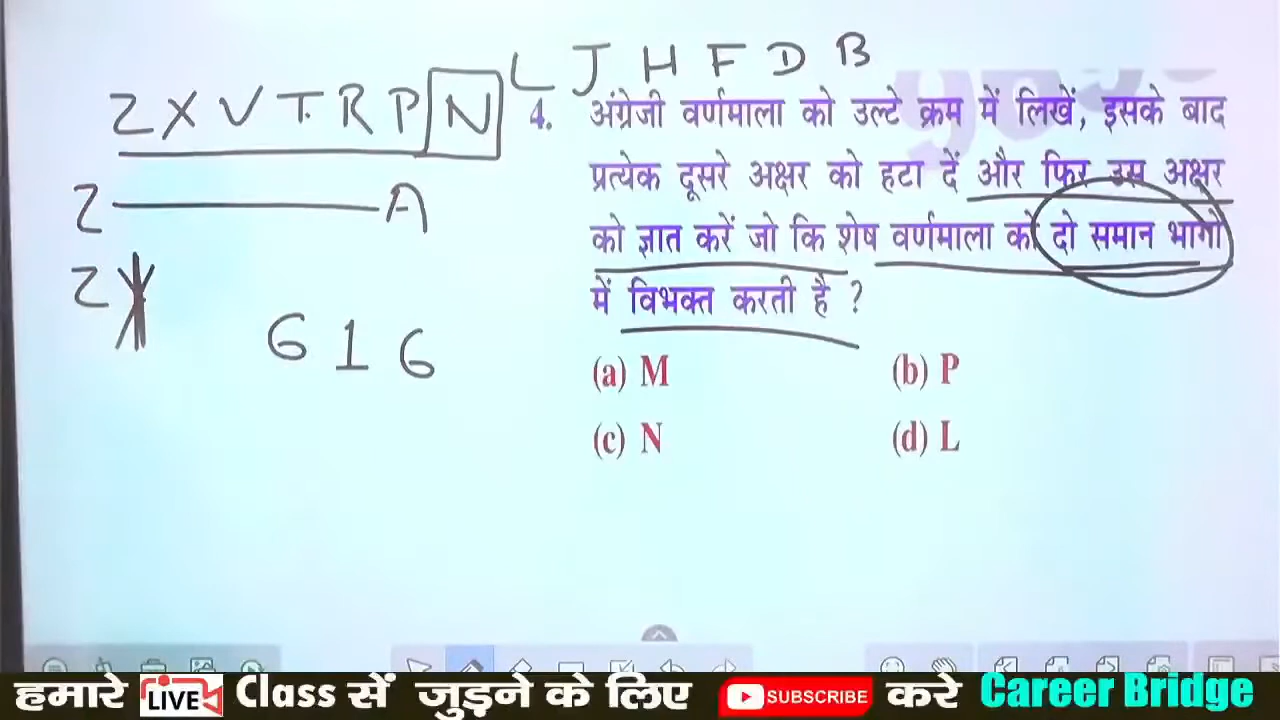 L J H F D B
Z X V T R P N
4. अंग्रेजी वर्णमाला को उल्टे क्रम में लिखें, इसके बाद
प्रत्येक दूसरे अक्षर को हटा दें और फिर उस अक्षर
Z A
को ज्ञात करें जो कि शेष वर्णमाला को दो समान भागों
Z
में विभक्त करती है ?
6 1 6
(a) M (b) P
(c) N (d) L
हमारे LIVE Class सें जुड़ने के लिए SUBSCRIBE करे Career Bridge